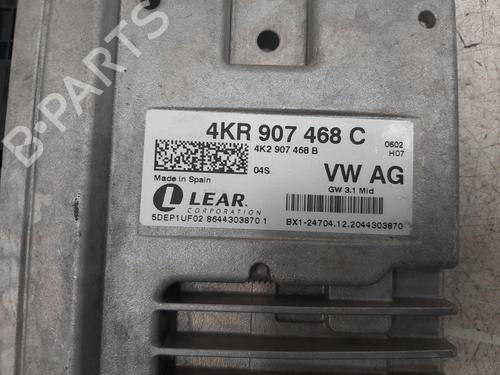 4KR 907 468 C
4K2 907 468 B
0602
H07
04S
Made in Spain
VW AG
GW 3.1 Mid
LEAR
CORPORATION
5DEP1UF02 8644303870 1
BX1-24704.12.2044303870
B-Parts